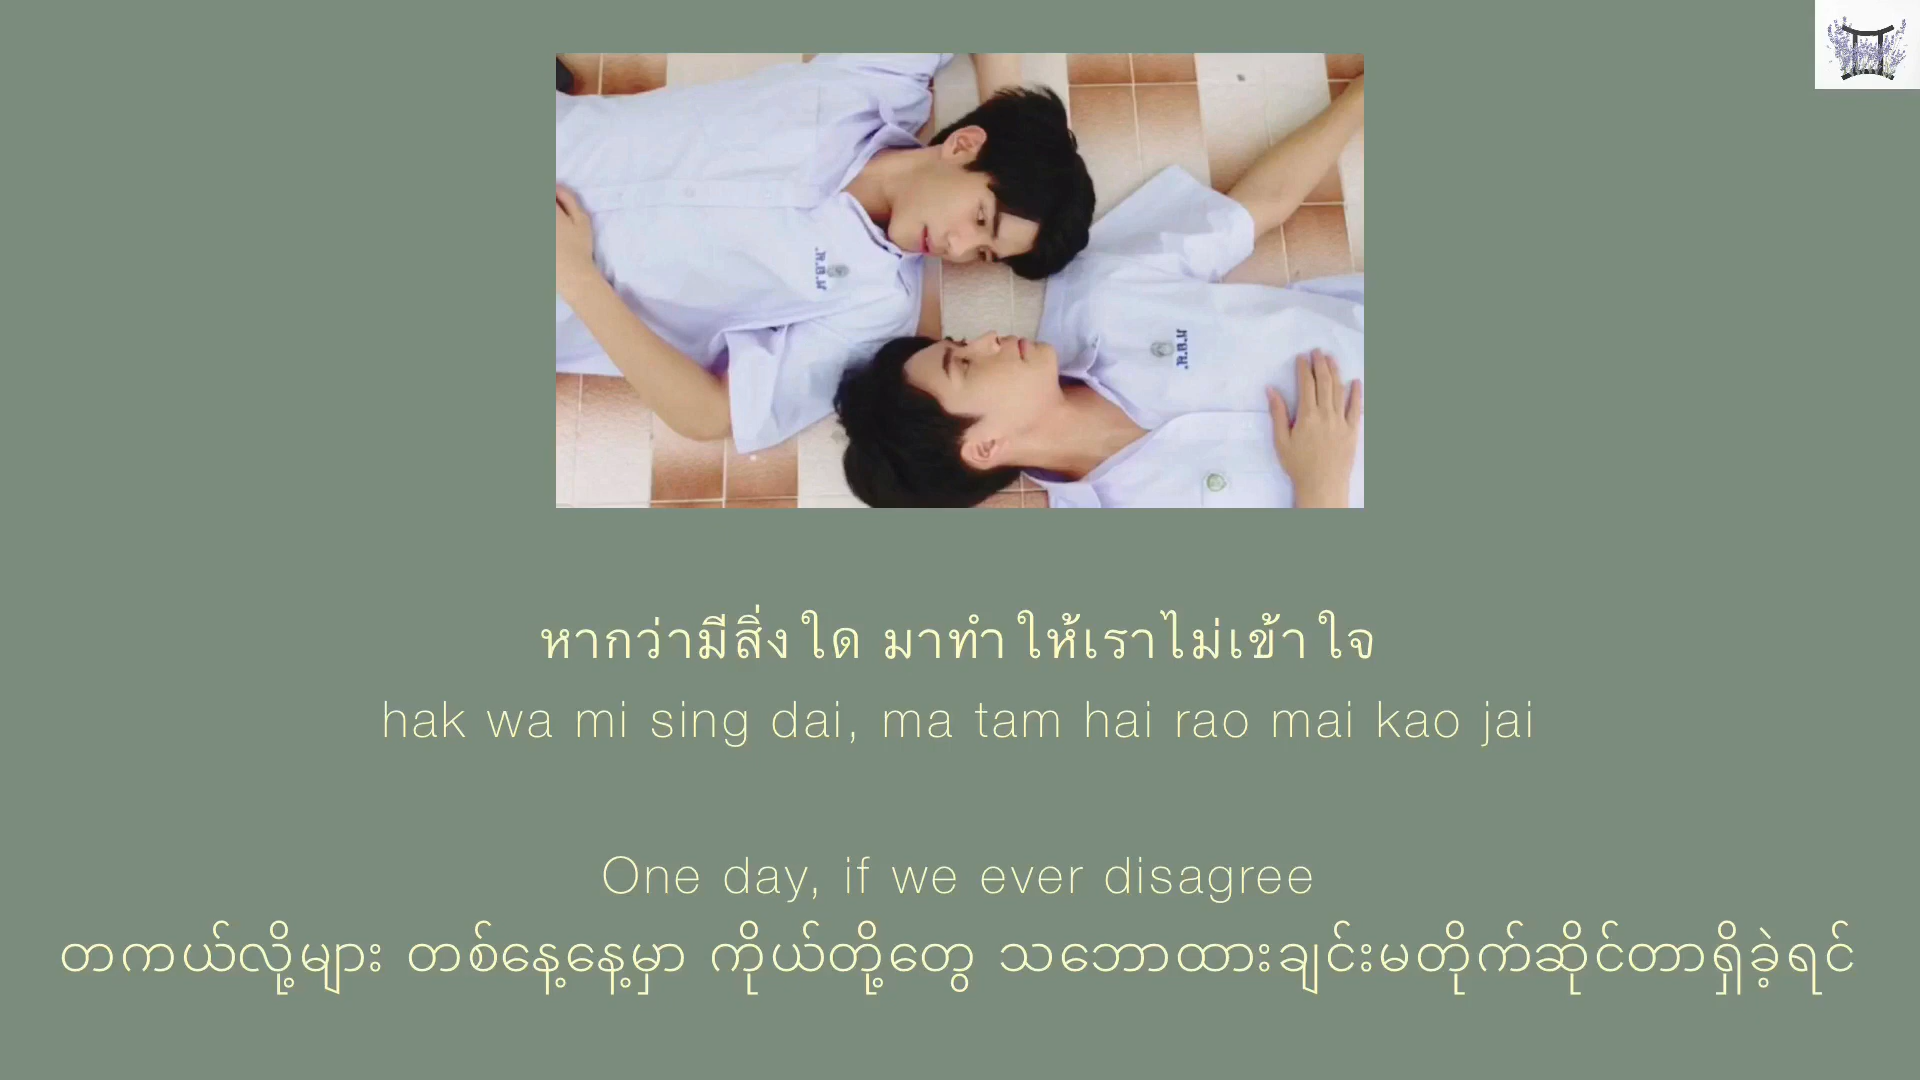 หากว่ามีสิ่งใด มาทำให้เราไม่เข้าใจ
hak wa mi sing dai, ma tam hai rao mai kao jai
One day, if we ever disagree
တကယ်လို့များ တစ်နေ့နေ့မှာ ကိုယ်တို့တွေ သဘောထားချင်းမတိုက်ဆိုင်တာရှိခဲ့ရင်